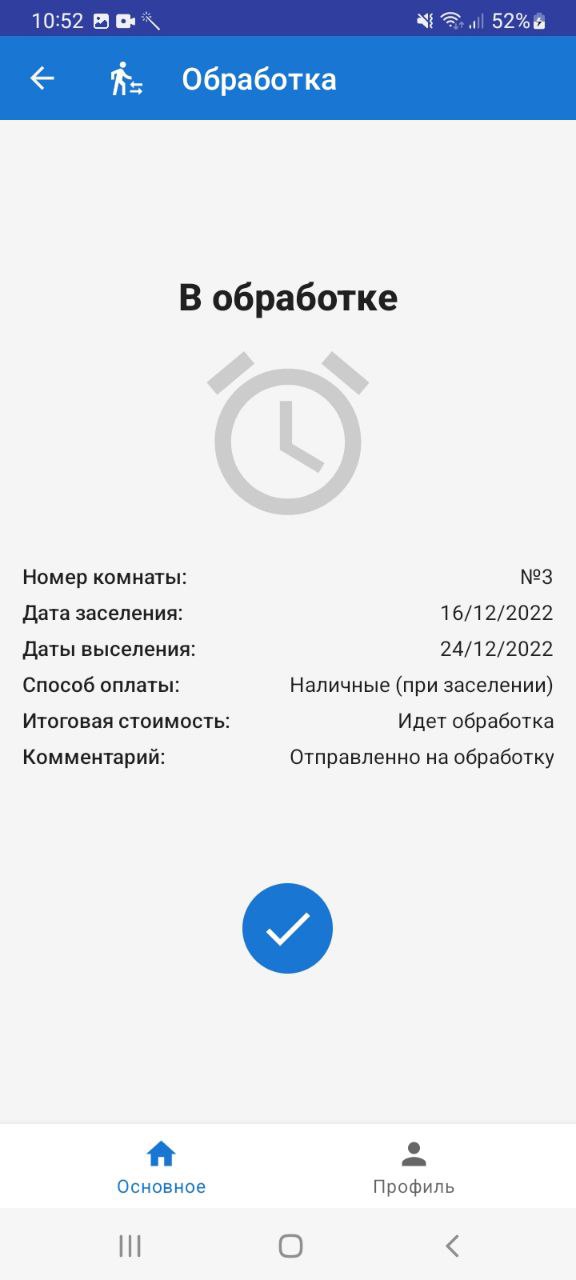 10:52 52%
Обработка
В обработке
Номер комнаты: №3
Дата заселения: 16/12/2022
Даты выселения: 24/12/2022
Способ оплаты: Наличные (при заселении)
Итоговая стоимость: Идет обработка
Комментарий: Отправленно на обработку
Основное Профиль